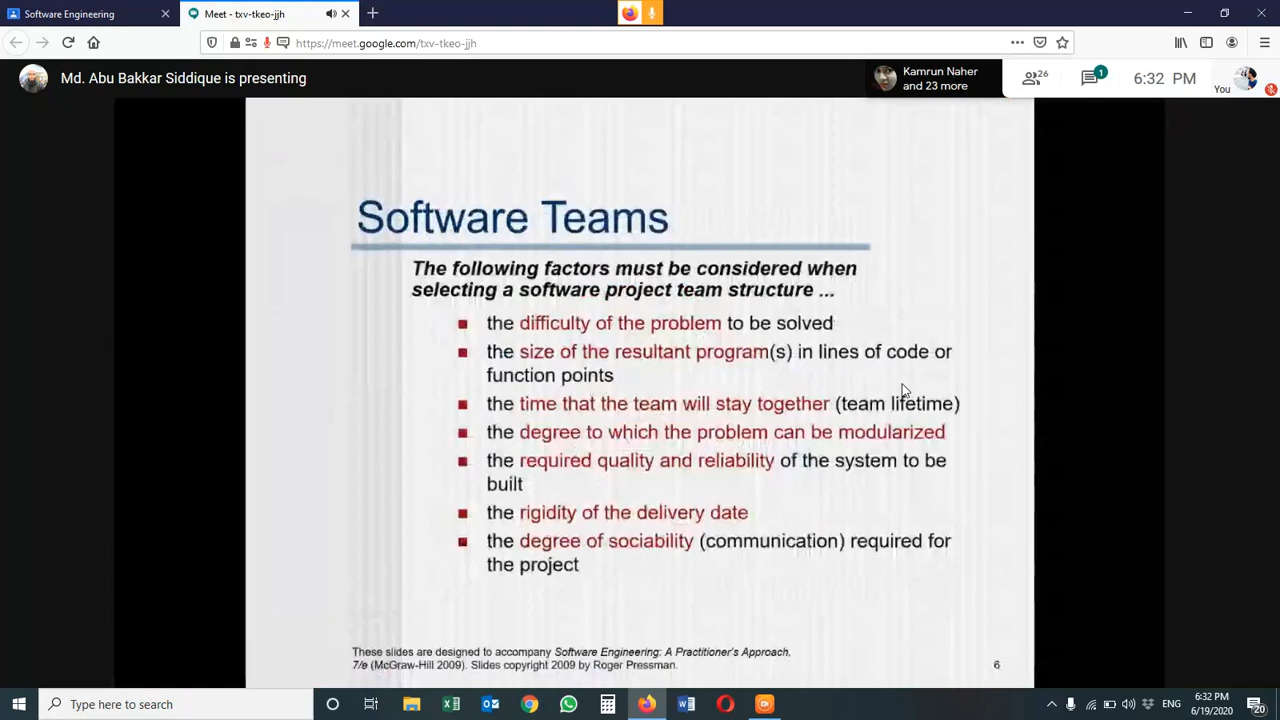 Software Engineering
Meet - txv-tkeo-jjh
https://meet.google.com/txv-tkeo-jjh
Md. Abu Bakkar Siddique is presenting
Kamrun Naher
and 23 more
26
1
6:32 PM
You
Software Teams
The following factors must be considered when
selecting a software project team structure ...
the difficulty of the problem to be solved
the size of the resultant program(s) in lines of code or
function points
the time that the team will stay together (team lifetime)
the degree to which the problem can be modularized
the required quality and reliability of the system to be
built
the rigidity of the delivery date
the degree of sociability (communication) required for
the project
These slides are designed to accompany Software Engineering: A Practitioner's Approach,
7/e (McGraw-Hill 2009). Slides copyright 2009 by Roger Pressman.
6
Type here to search
ENG
6:32 PM
6/19/2020
20